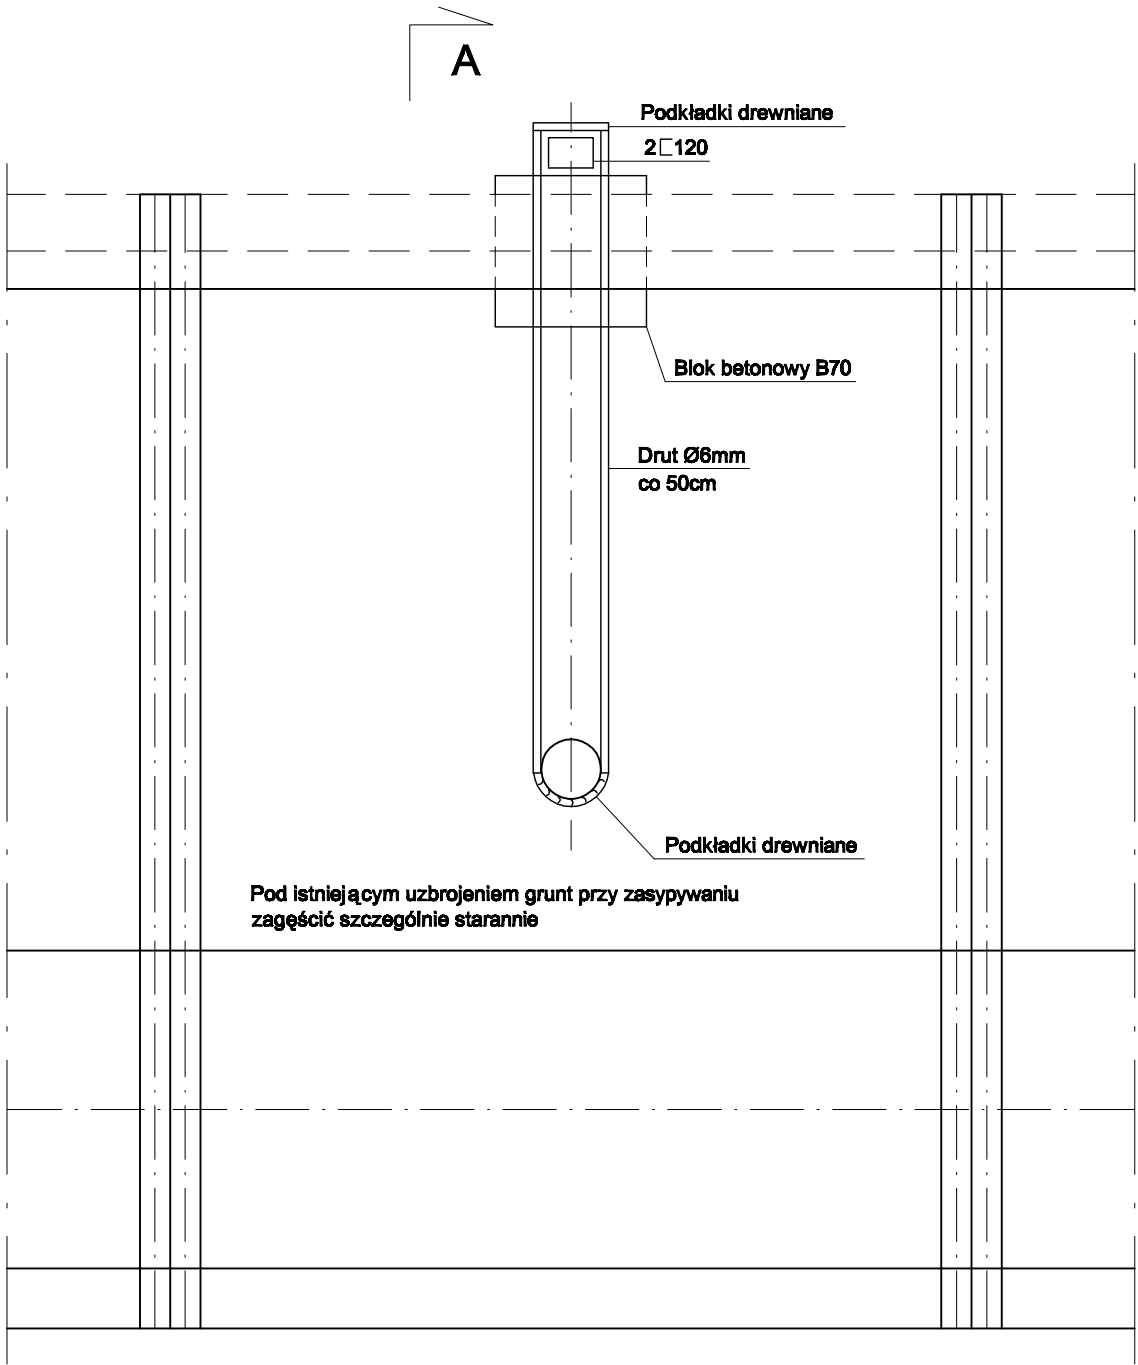 A
Podkładki drewniane
2[120
Blok betonowy B70
Drut Ø6mm
co 50cm
Podkładki drewniane
Pod istniejącym uzbrojeniem grunt przy zasypywaniu
zagęścić szczególnie starannie